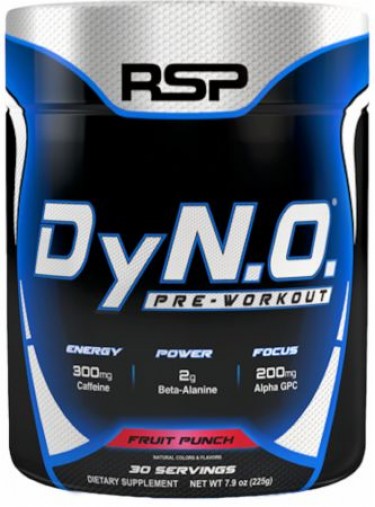 RSP
DyN.O.®
PRE-WORKOUT
ENERGY POWER FOCUS
300mg 2g 200mg
Caffeine Beta-Alanine Alpha GPC
FRUIT PUNCH
NATURAL COLORS & FLAVORS
30 SERVINGS
DIETARY SUPPLEMENT NET WT 7.9 OZ (225g)